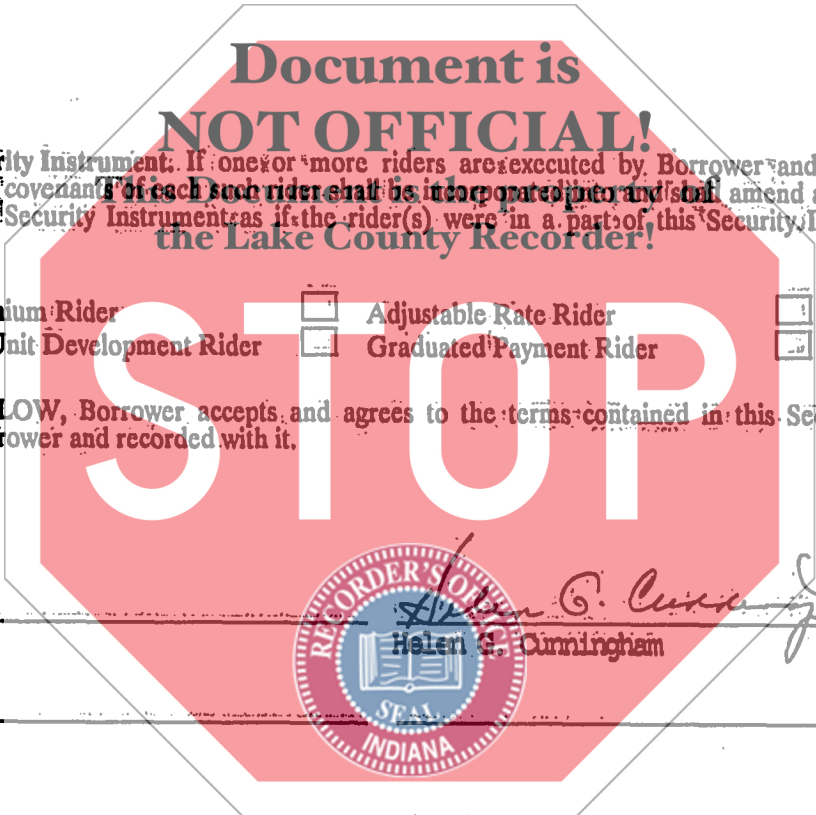 Document is
NOT OFFICIAL!
rity Instrument. If one or more riders are executed by Borrower and
covenants of each such rider shall be incorporated into and shall amend a
This Document is the property of
Security Instrument as if the rider(s) were in a part of this Security I
the Lake County Recorder!
ium Rider Adjustable Rate Rider
Unit Development Rider Graduated Payment Rider
STOP
LOW, Borrower accepts and agrees to the terms contained in this Sec
rower and recorded with it.
Helen G. Cunningham
RECORDER'S OFFICE
Helen G. Cunningham
SEAL
INDIANA